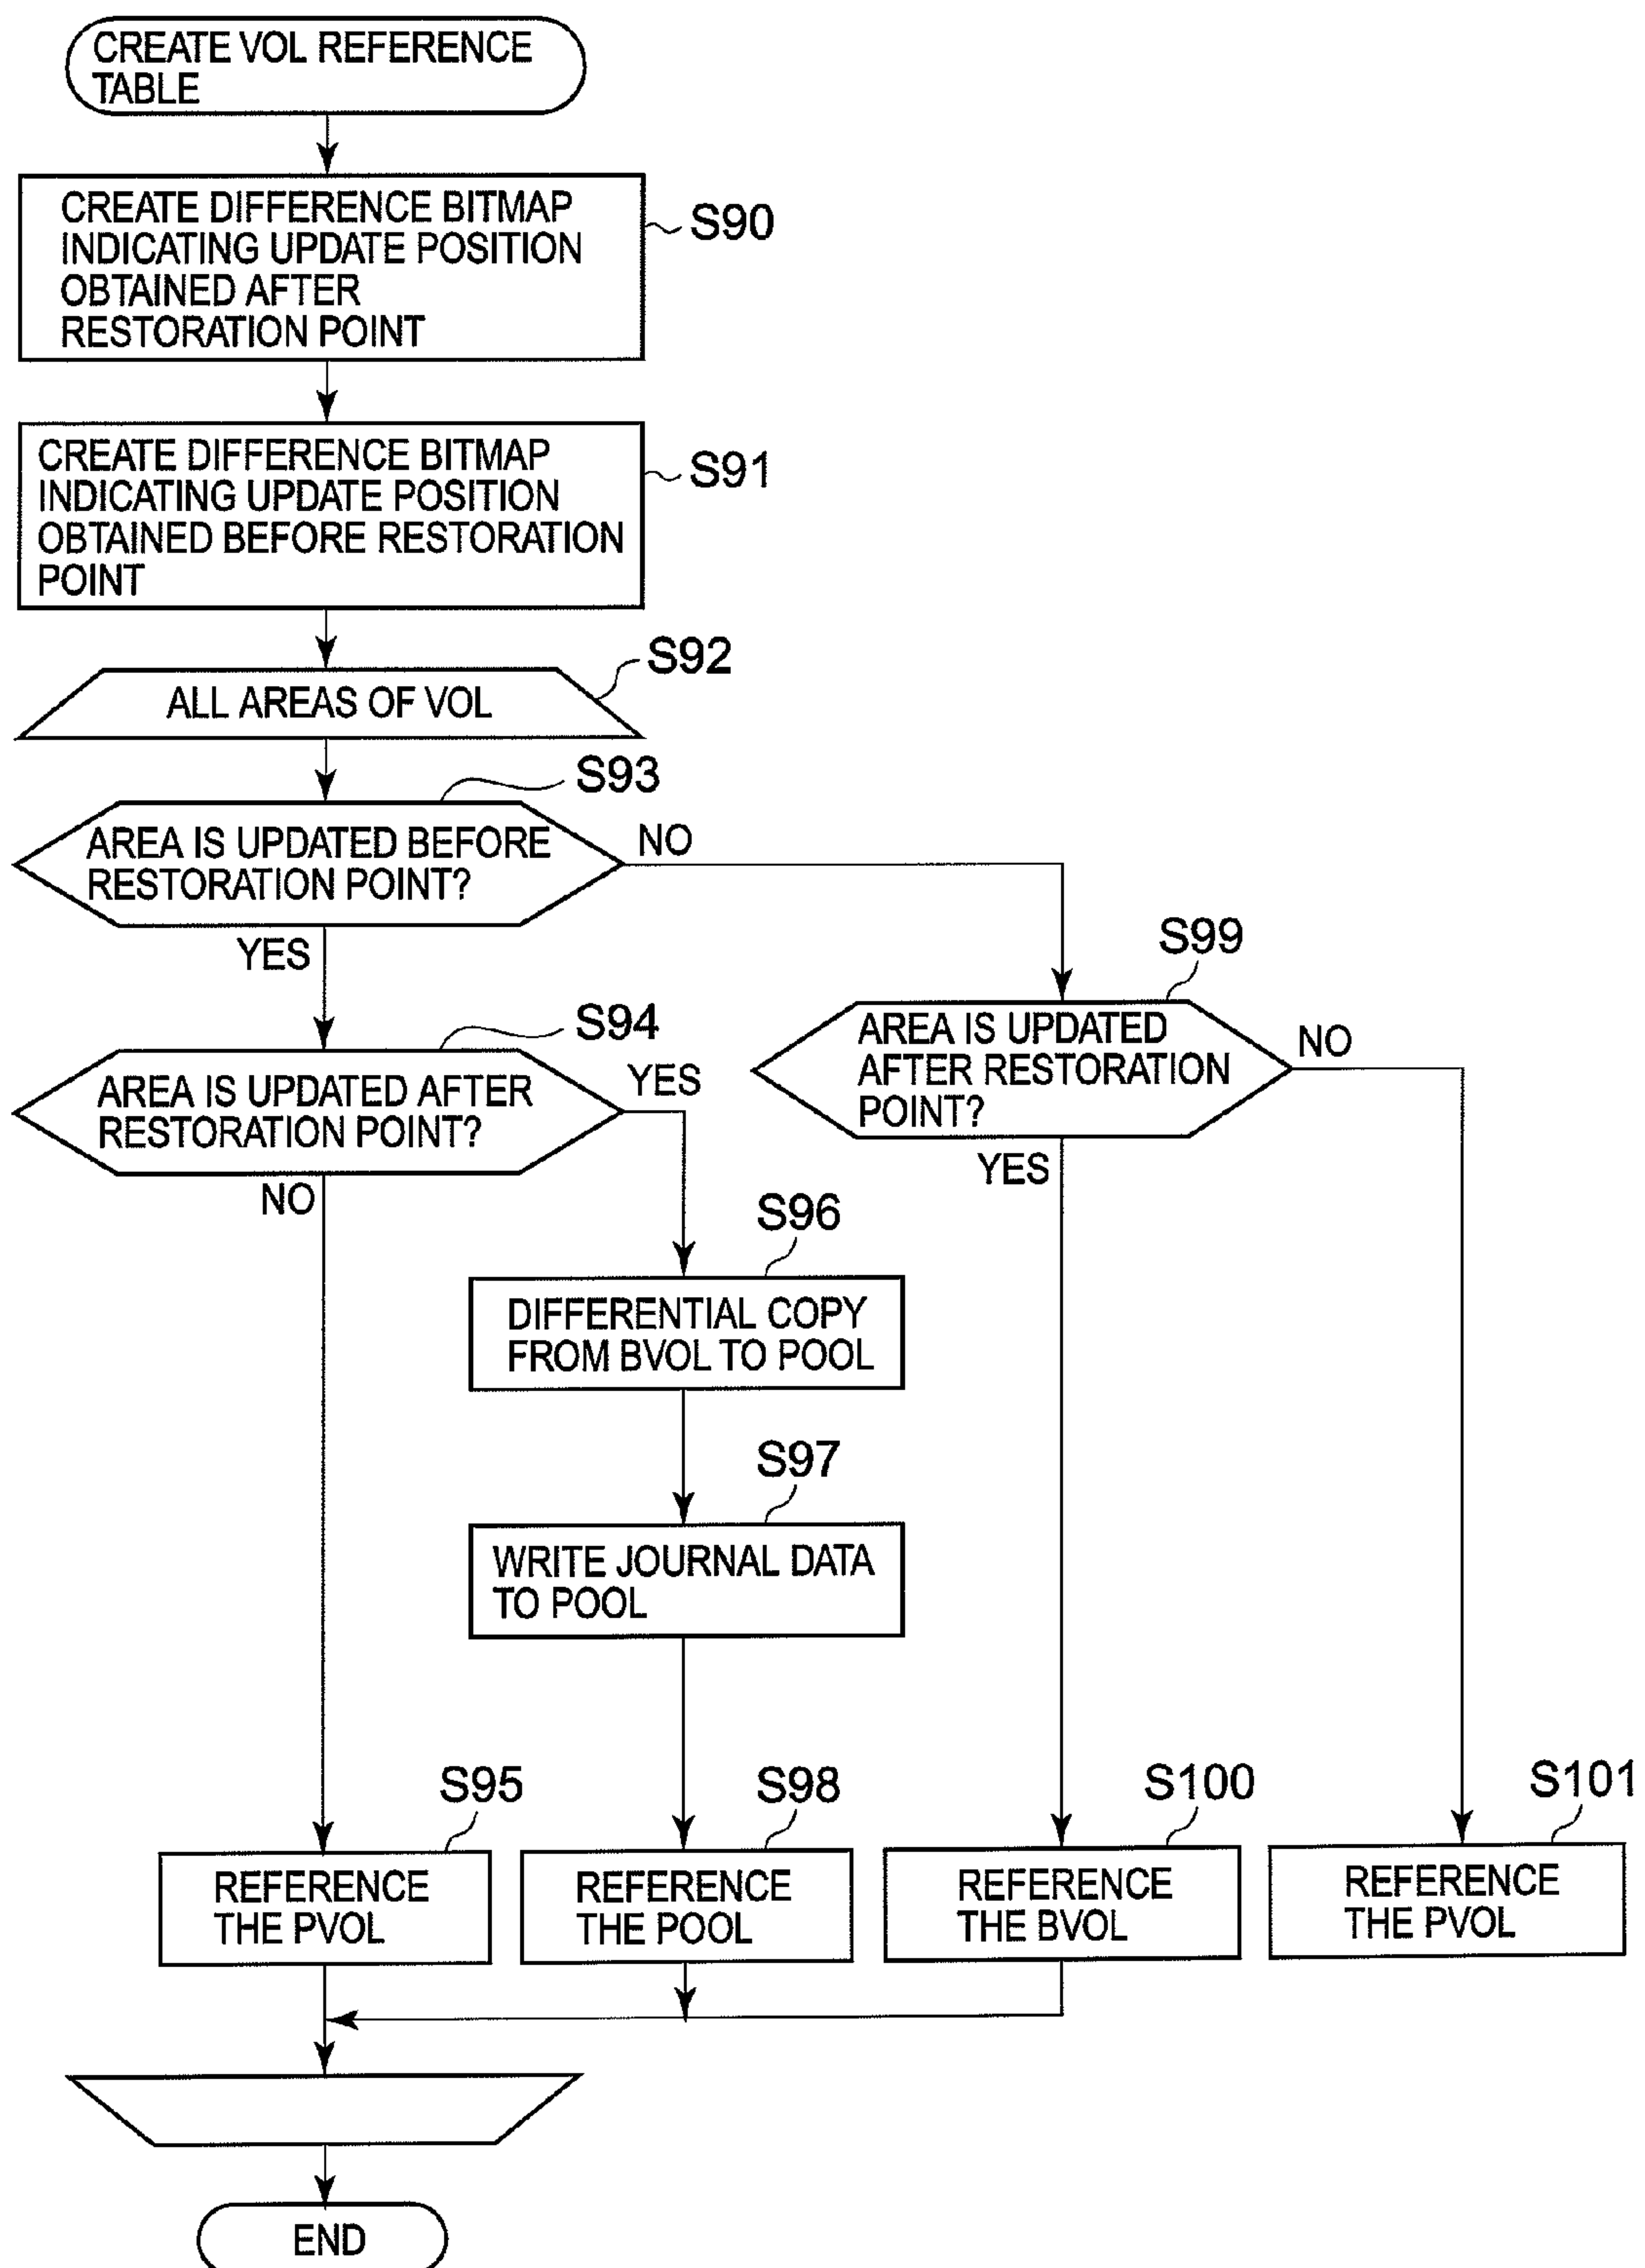 CREATE VOL REFERENCE
TABLE
CREATE DIFFERENCE BITMAP
INDICATING UPDATE POSITION
OBTAINED AFTER
RESTORATION POINT
S90
CREATE DIFFERENCE BITMAP
INDICATING UPDATE POSITION
OBTAINED BEFORE RESTORATION
POINT
S91
ALL AREAS OF VOL
S92
S93
AREA IS UPDATED BEFORE
RESTORATION POINT?
NO
YES
S94
AREA IS UPDATED AFTER
RESTORATION POINT?
YES
NO
S99
AREA IS UPDATED
AFTER RESTORATION
POINT?
NO
YES
S96
DIFFERENTIAL COPY
FROM BVOL TO POOL
S97
WRITE JOURNAL DATA
TO POOL
S95
REFERENCE
THE PVOL
S98
REFERENCE
THE POOL
S100
REFERENCE
THE BVOL
S101
REFERENCE
THE PVOL
END